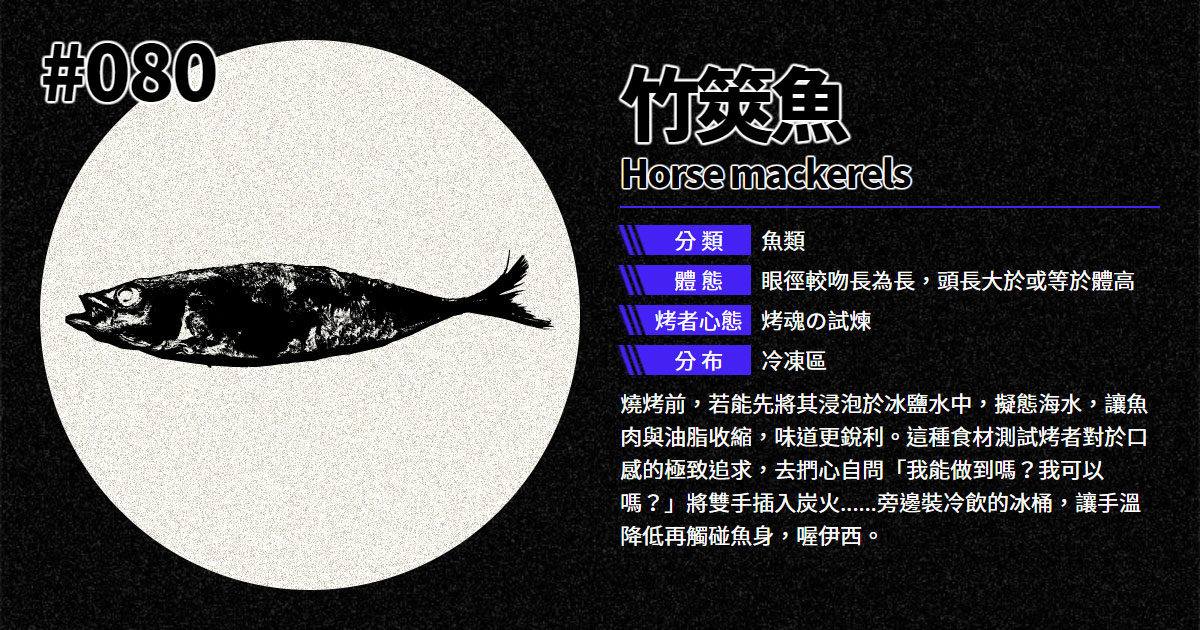 #080
竹筴魚
Horse mackerels
分類 魚類
體態 眼徑較吻長為長，頭長大於或等於體高
烤者心態 烤魂の試煉
分布 冷凍區
燒烤前，若能先將其浸泡於冰鹽水中，擬態海水，讓魚
肉與油脂收縮，味道更銳利。這種食材測試烤者對於口
感的極致追求，去捫心自問「我能做到嗎？我可以
嗎？」將雙手插入炭火......旁邊裝冷飲的冰桶，讓手溫
降低再觸碰魚身，喔伊西。